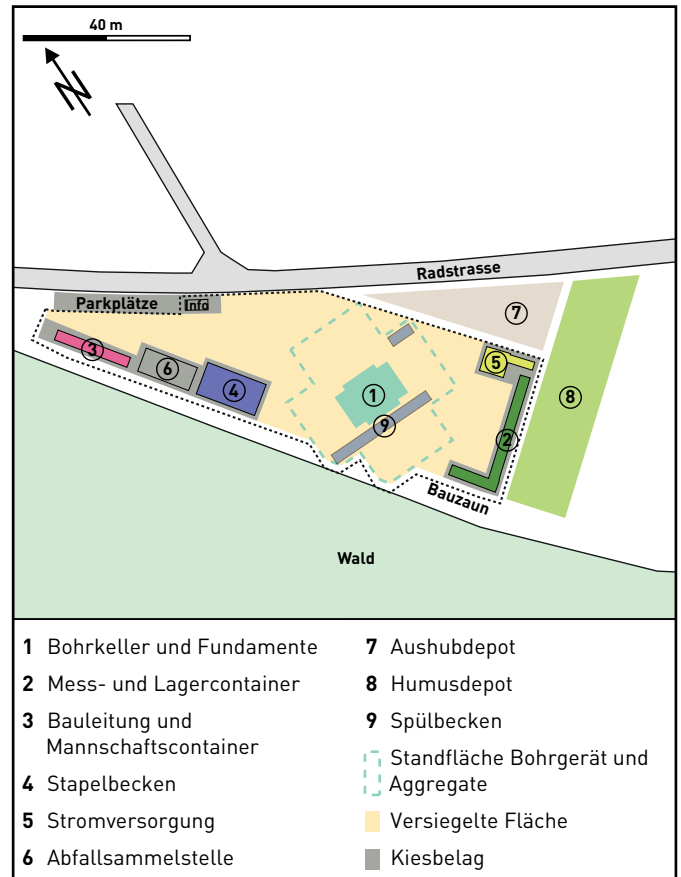 40 m
N
Radstrasse
Parkplätze
Info
7
3
6
4
5
1
8
9
2
Bauzaun
Wald
1 Bohrkeller und Fundamente
2 Mess- und Lagercontainer
3 Bauleitung und
Mannschaftscontainer
4 Stapelbecken
5 Stromversorgung
6 Abfallsammelstelle
7 Aushubdepot
8 Humusdepot
9 Spülbecken
Standfläche Bohrgerät und
Aggregate
Versiegelte Fläche
Kiesbelag